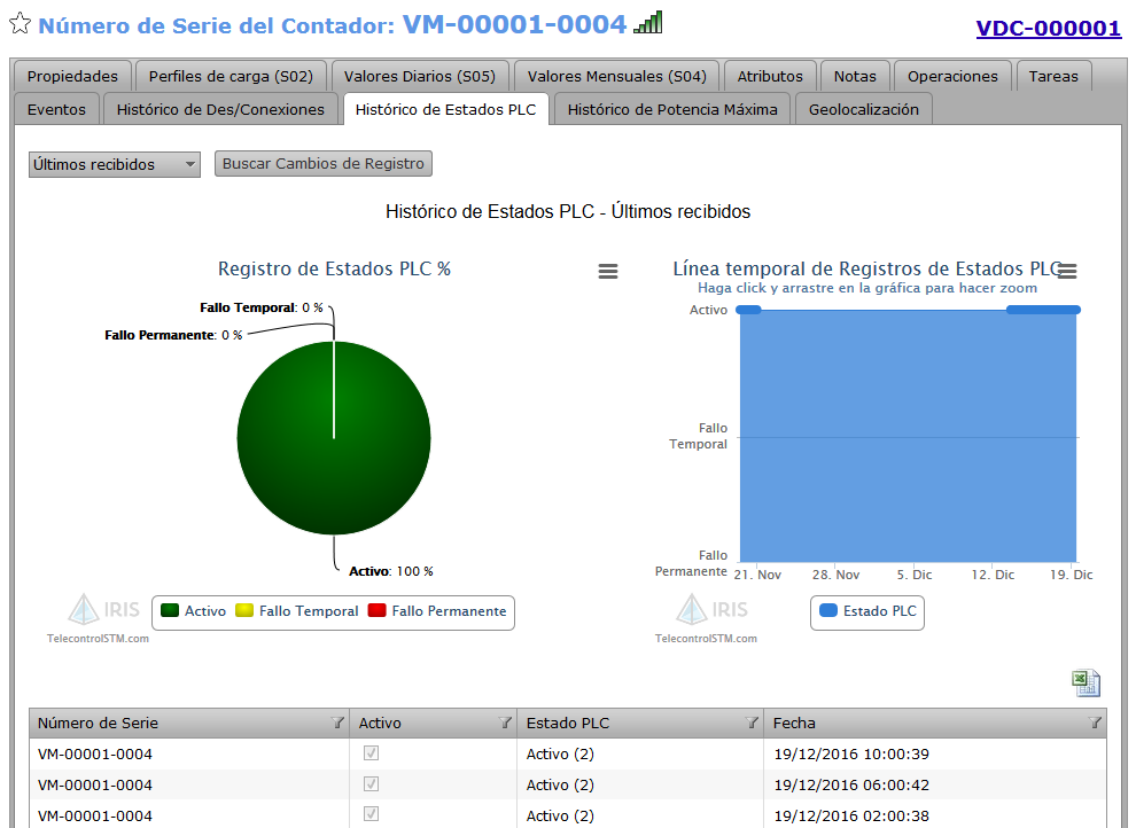 Número de Serie del Contador: VM-00001-0004
VDC-000001
Propiedades Perfiles de carga (S02) Valores Diarios (S05) Valores Mensuales (S04) Atributos Notas Operaciones Tareas
Eventos Histórico de Des/Conexiones Histórico de Estados PLC Histórico de Potencia Máxima Geolocalización
Últimos recibidos Buscar Cambios de Registro
Histórico de Estados PLC - Últimos recibidos
Registro de Estados PLC %
Fallo Temporal: 0 %
Fallo Permanente: 0 %
Activo: 100 %
IRIS
TelecontrolSTM.com
Activo Fallo Temporal Fallo Permanente
Línea temporal de Registros de Estados PLC
Haga click y arrastre en la gráfica para hacer zoom
Activo
Fallo
Temporal
Fallo
Permanente
21. Nov 28. Nov 5. Dic 12. Dic 19. Dic
IRIS
TelecontrolSTM.com
Estado PLC
Número de Serie Activo Estado PLC Fecha
VM-00001-0004 Activo (2) 19/12/2016 10:00:39
VM-00001-0004 Activo (2) 19/12/2016 06:00:42
VM-00001-0004 Activo (2) 19/12/2016 02:00:38